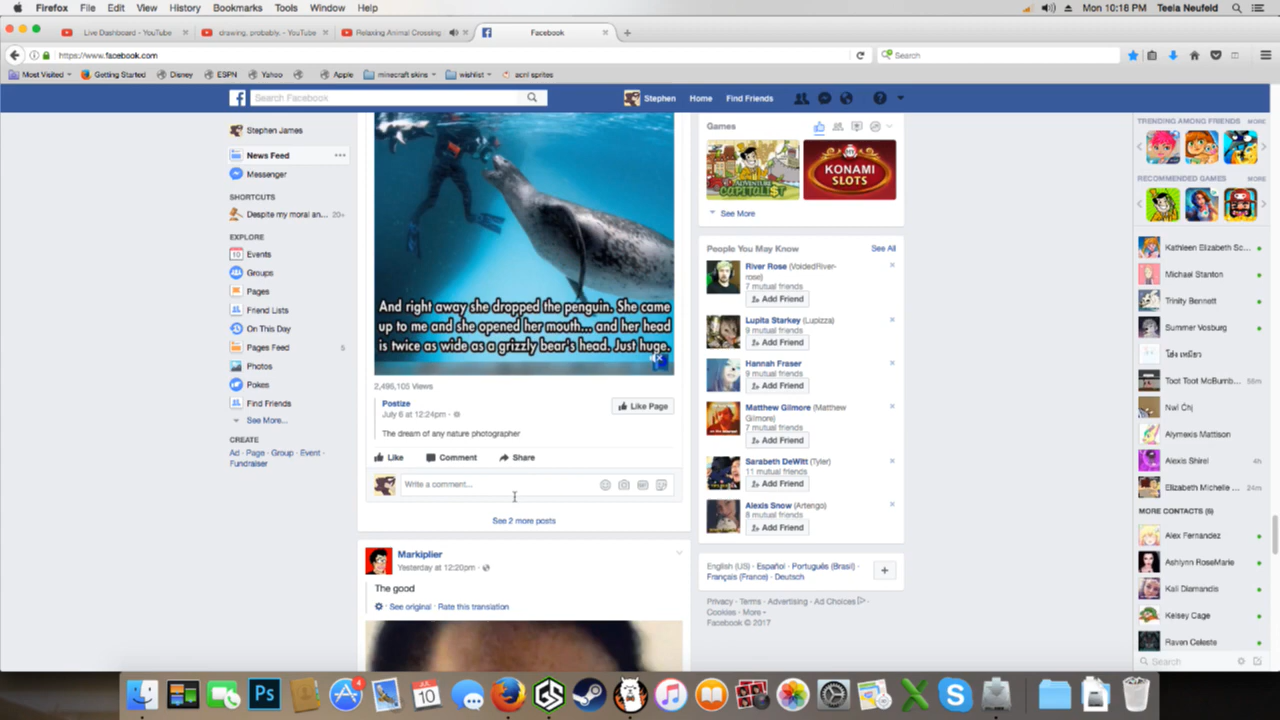 Firefox File Edit View History Bookmarks Tools Window Help
Mon 10:18 PM Teela Neufeld
Live Dashboard - YouTube
drawing, probably. - YouTube
Relaxing Animal Crossing
Facebook
https://www.facebook.com
Search
Most Visited
Getting Started
Disney
ESPN
Yahoo
Apple
minecraft skins
wishlist
acnl sprites
Search Facebook
Stephen
Home
Find Friends
Stephen James
News Feed
Messenger
SHORTCUTS
Despite my moral an... 20+
EXPLORE
10 Events
Groups
Pages
Friend Lists
On This Day
Pages Feed 5
Photos
Pokes
Find Friends
See More...
CREATE
Ad · Page · Group · Event ·
Fundraiser
And right away she dropped the penguin. She came
up to me and she opened her mouth... and her head
is twice as wide as a grizzly bear's head. Just huge.
2,496,105 Views
Postize
July 6 at 12:24pm ·
Like Page
The dream of any nature photographer
Like Comment Share
Write a comment...
See 2 more posts
Markiplier
Yesterday at 12:20pm ·
The good
See original · Rate this translation
Games
ADVENTURE
CAPITALI$T
KONAMI
SLOTS
See More
People You May Know
See All
River Rose (VoidedRiver-
rose)
7 mutual friends
Add Friend
Lupita Starkey (Lupizza)
9 mutual friends
Add Friend
Hannah Fraser
9 mutual friends
Add Friend
Matthew Gilmore (Matthew
Gilmore)
7 mutual friends
Add Friend
Sarabeth DeWitt (Tyler)
11 mutual friends
Add Friend
Alexis Snow (Artengo)
8 mutual friends
Add Friend
English (US) · Español · Português (Brasil) ·
Français (France) · Deutsch
Privacy · Terms · Advertising · Ad Choices ·
Cookies · More
Facebook © 2017
TRENDING AMONG FRIENDS MORE
RECOMMENDED GAMES MORE
Kathleen Elizabeth Sc...
Michael Stanton
Trinity Bennett
Summer Vosburg
Toot Toot McBumb... 56m
Alymexis Mattison
Alexis Shirel 4h
Elizabeth Michelle ... 24m
MORE CONTACTS (6)
Alex Fernandez
Ashlynn RoseMarie
Kali Diamandis
Kelsey Cage
Raven Celeste
Search
Ps
4
JUL
10